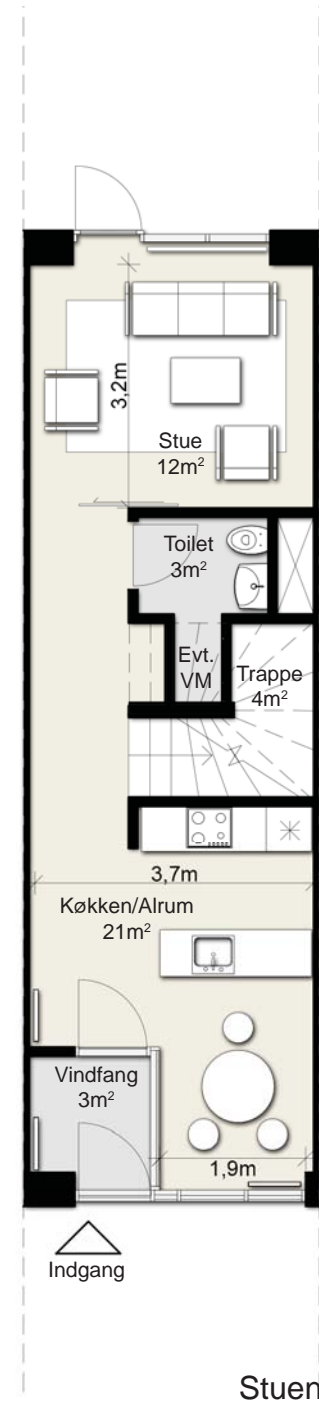 3,2m
Stue
12m²
Toilet
3m²
Evt.
VM
Trappe
4m²
3,7m
Køkken/Alrum
21m²
Vindfang
3m²
1,9m
Indgang
Stuen